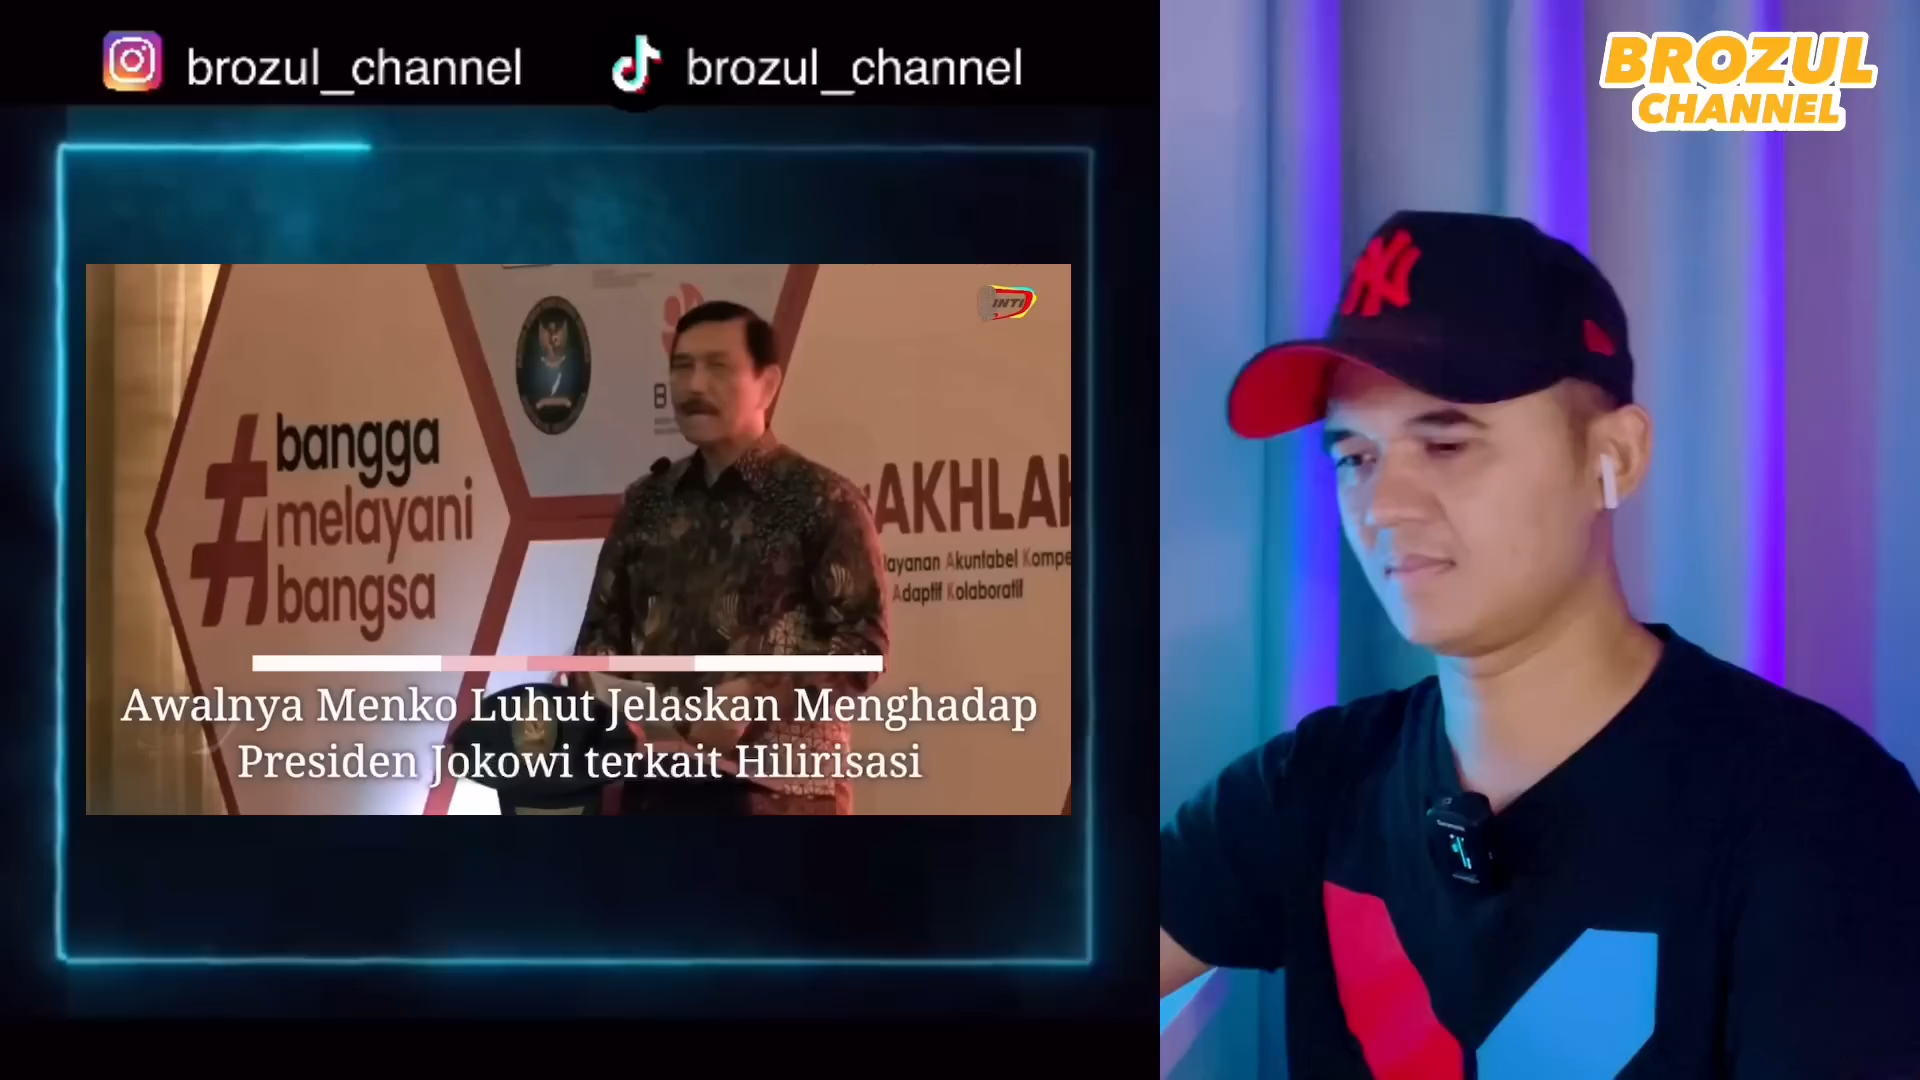 brozul_channel
brozul_channel
BROZUL
CHANNEL
INTI
#bangga
melayani
bangsa
AKHLAK
layanan Akuntabel Kompe
Adaptif Kolaboratif
Awalnya Menko Luhut Jelaskan Menghadap
Presiden Jokowi terkait Hilirisasi